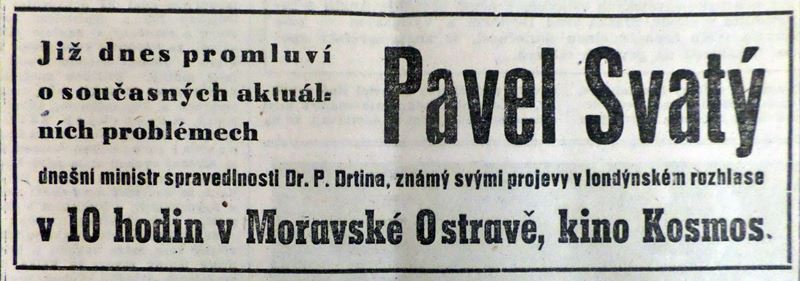 Již dnes promluví
o současných aktuál-
ních problémech
Pavel Svatý
dnešní ministr spravedlnosti Dr. P. Drtina, známý svými projevy v londýnském rozhlase
v 10 hodin v Moravské Ostravě, kino Kosmos.